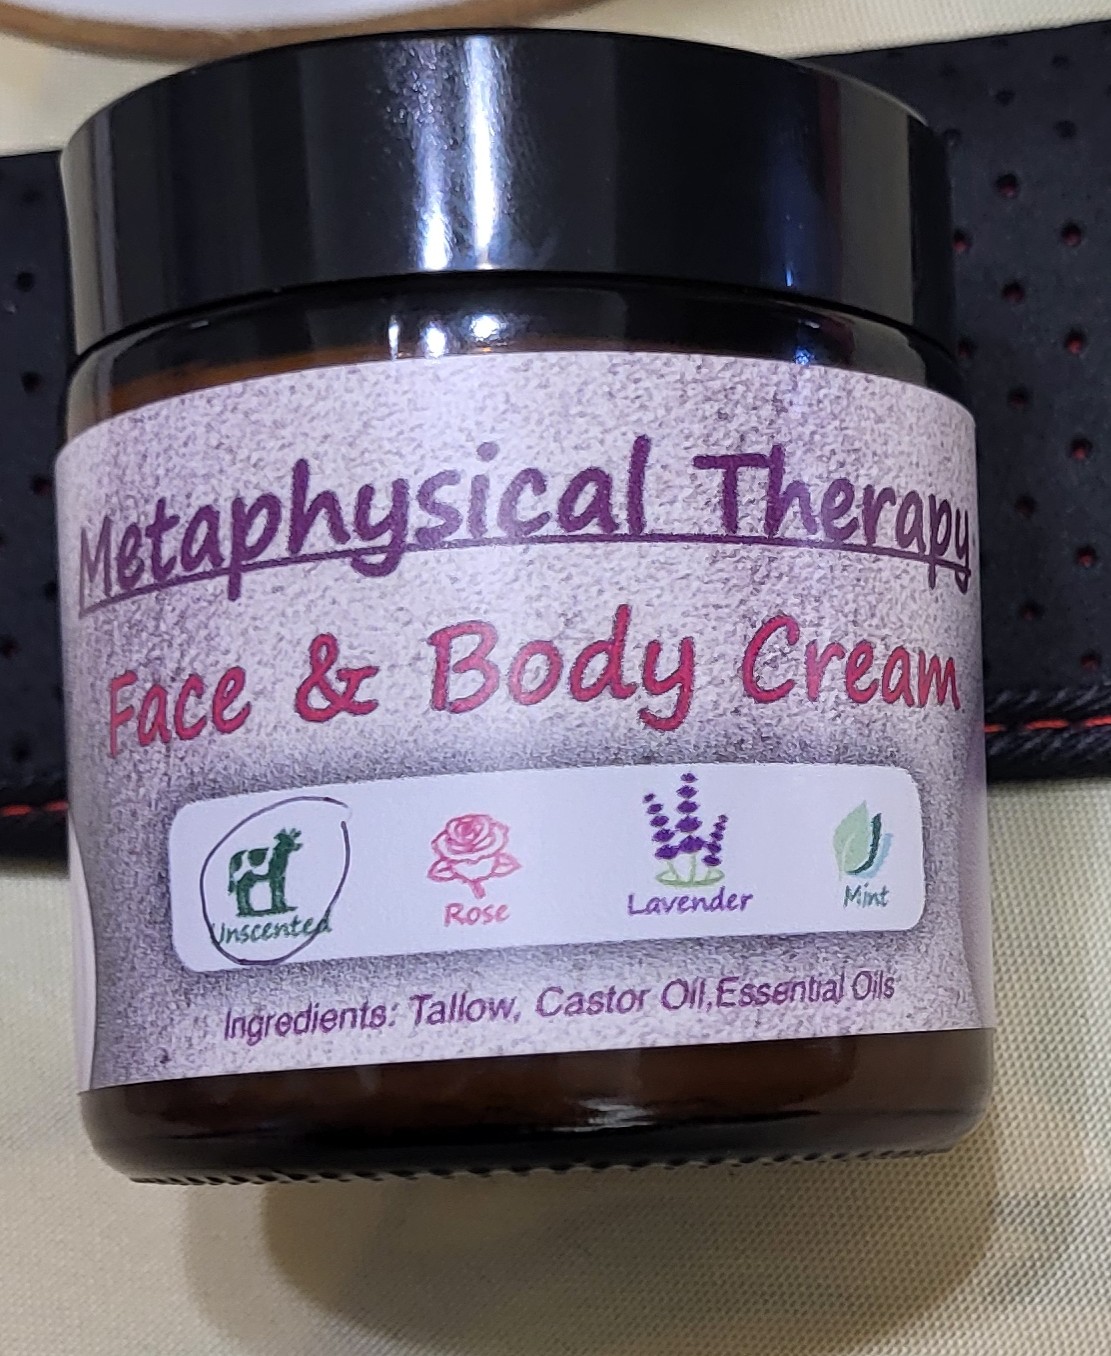 Metaphysical Therapy
Face & Body Cream
Unscented
Rose
Lavender
Mint
Ingredients: Tallow, Castor Oil,Essential Oils